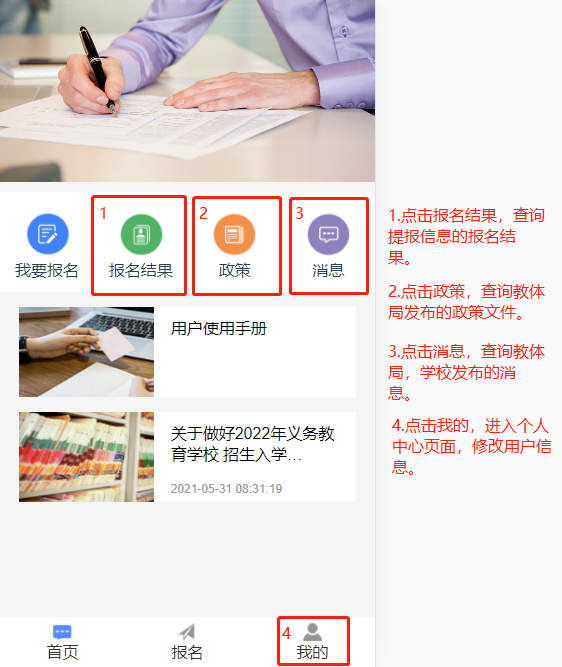 1
2
3
我要报名
报名结果
政策
消息
用户使用手册
关于做好2022年义务教
育学校 招生入学...
2021-05-31 08:31:19
首页
报名
4
我的
1.点击报名结果，查询
提报信息的报名结
果。
2.点击政策，查询教体
局发布的政策文件。
3.点击消息，查询教体
局，学校发布的消
息。
4.点击我的，进入个人
中心页面，修改用户信
息。